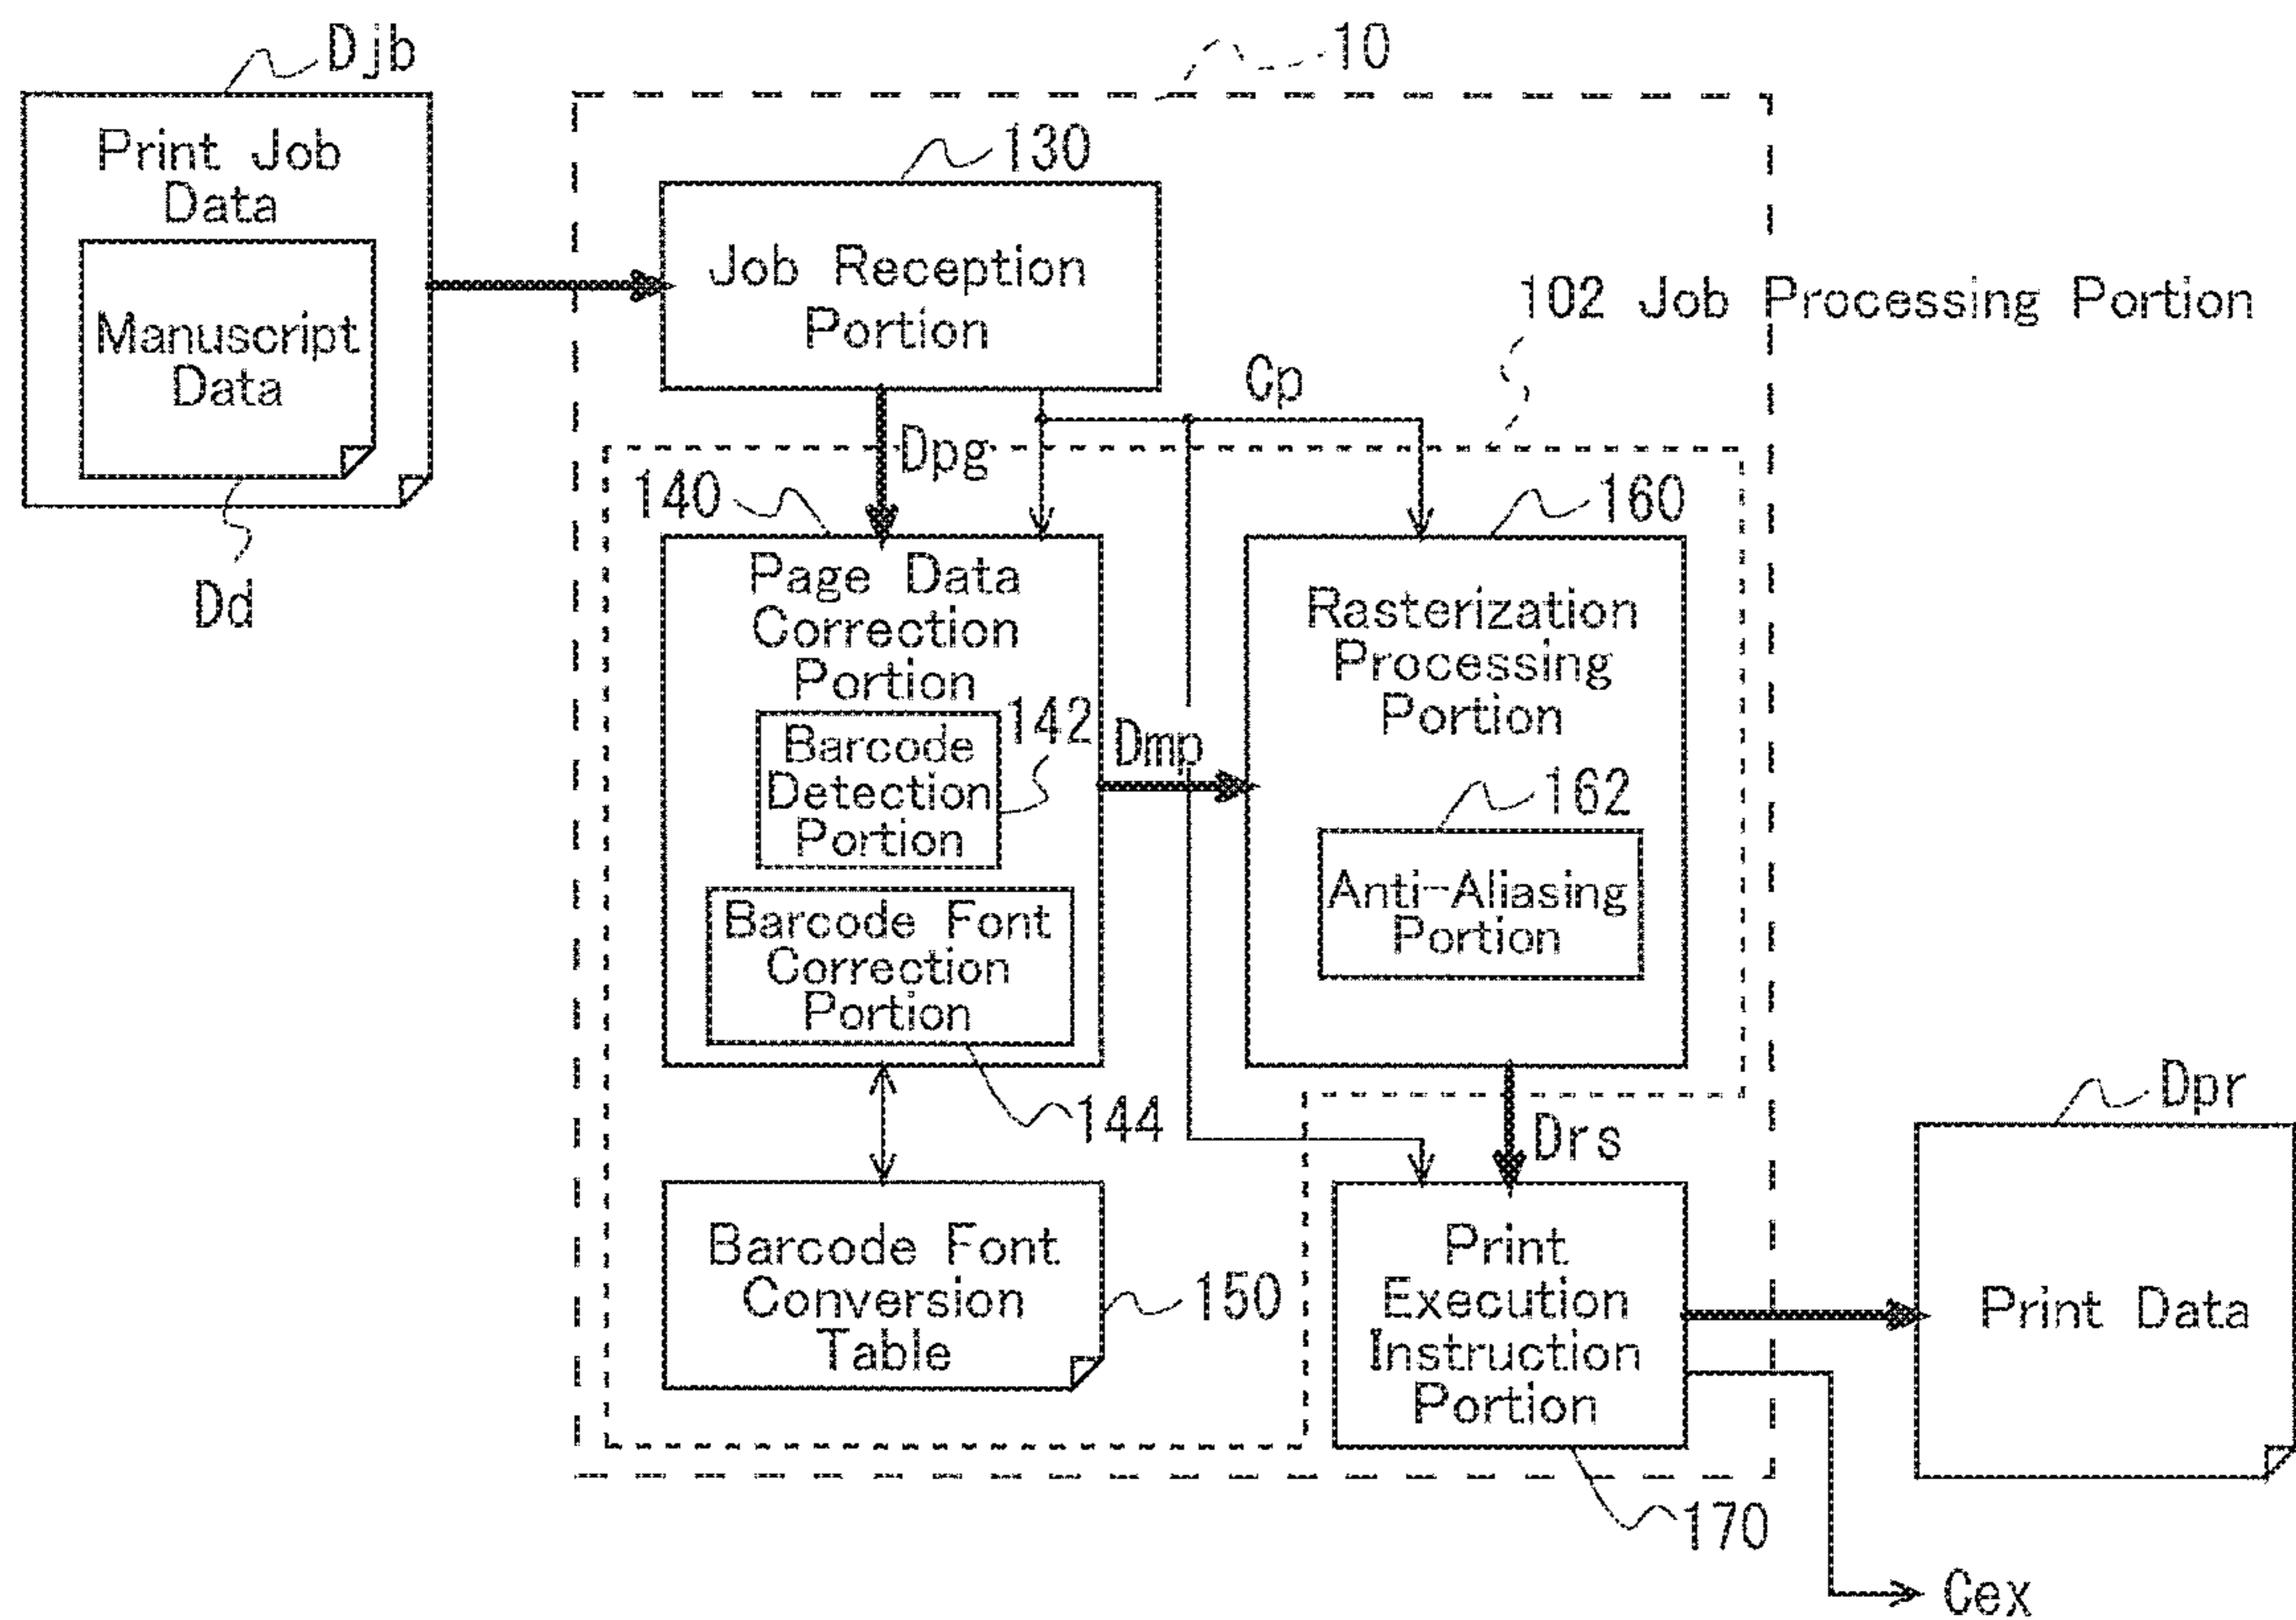 Djb
10
Print Job
Data
130
Job Reception
Portion
102 Job Processing Portion
Manuscript
Data
Cp
Dpg
140
160
Dd
Page Data
Correction
Portion
Rasterization
Processing
Portion
142
Barcode
Detection
Portion
Dmp
162
Anti-Aliasing
Portion
Barcode Font
Correction
Portion
144
Drs
Dpr
Barcode Font
Conversion
Table
150
Print
Execution
Instruction
Portion
Print Data
170
Cex